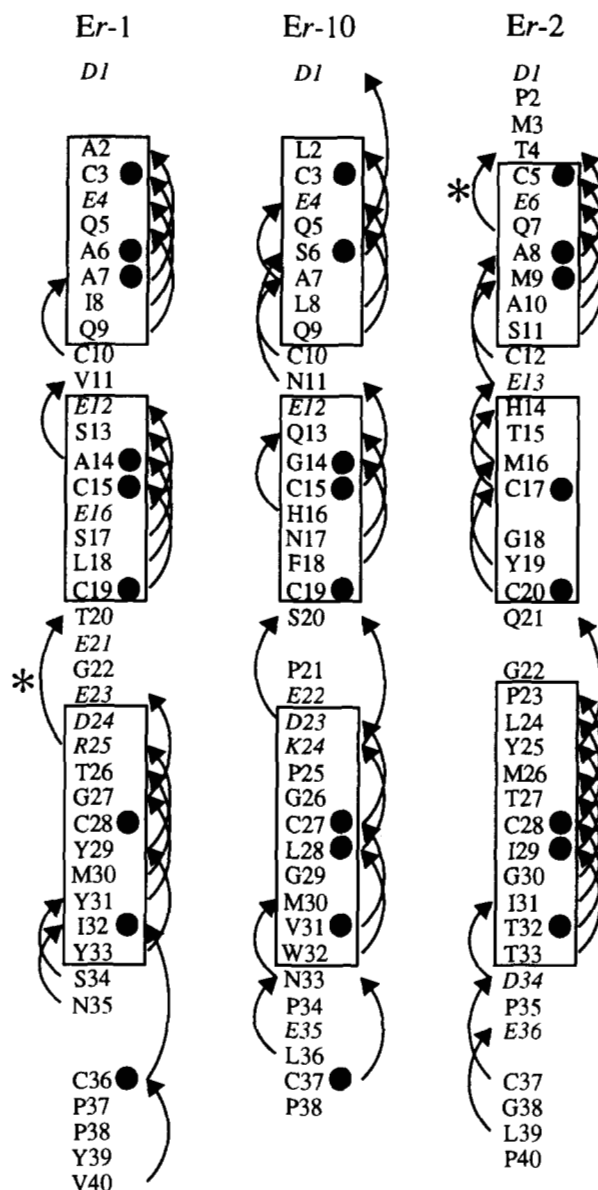 Er-1
D1
A2
C3
E4
Q5
A6
A7
I8
Q9
C10
V11
E12
S13
A14
C15
E16
S17
L18
C19
T20
E21
G22
*
E23
D24
R25
T26
G27
C28
Y29
M30
Y31
I32
Y33
S34
N35
C36
P37
P38
Y39
V40
Er-10
D1
L2
C3
E4
Q5
S6
A7
L8
Q9
C10
N11
E12
Q13
G14
C15
H16
N17
F18
C19
S20
P21
E22
D23
K24
P25
G26
C27
L28
G29
M30
V31
W32
N33
P34
E35
L36
C37
P38
Er-2
D1
P2
M3
T4
C5
*
E6
Q7
A8
M9
A10
S11
C12
E13
H14
T15
M16
C17
G18
Y19
C20
Q21
G22
P23
L24
Y25
M26
T27
C28
I29
G30
I31
T32
T33
D34
P35
E36
C37
G38
L39
P40